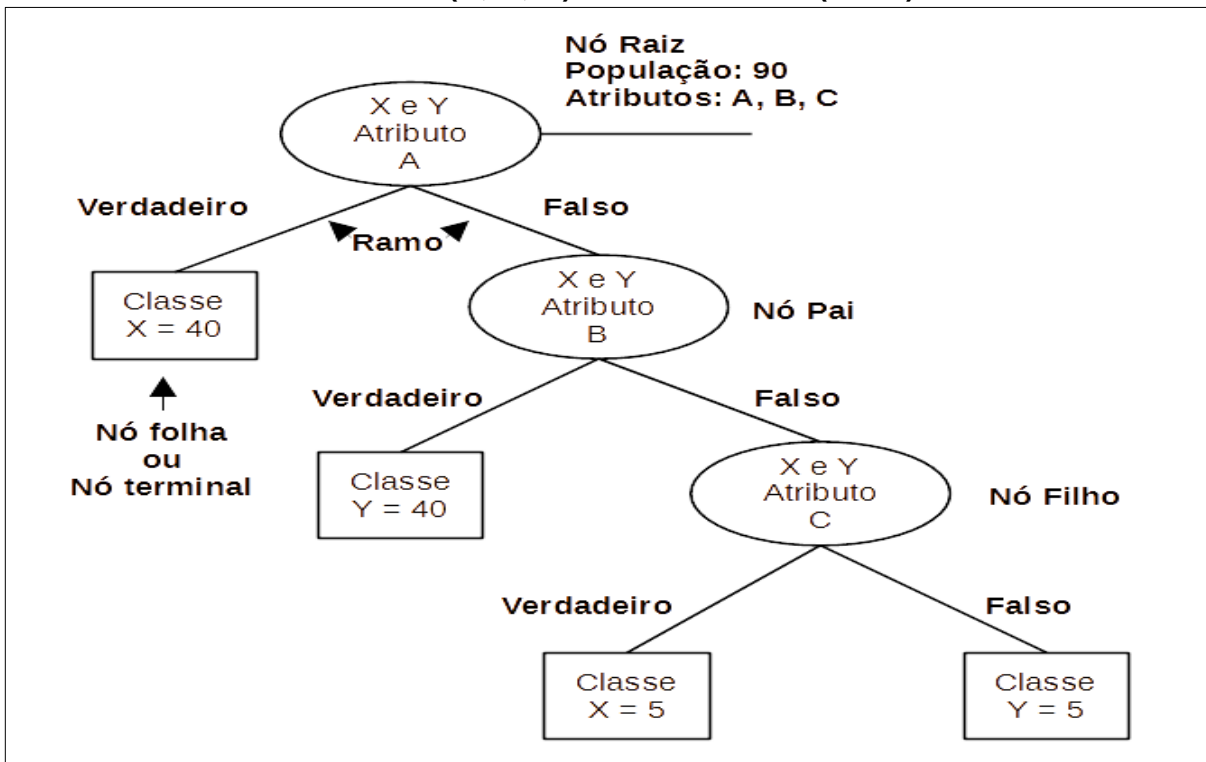 Nó Raiz
População: 90
Atributos: A, B, C
X e Y
Atributo
A
Verdadeiro
Falso
Ramo
Classe
X = 40
X e Y
Atributo
B
Nó Pai
Nó folha
ou
Nó terminal
Verdadeiro
Falso
Classe
Y = 40
X e Y
Atributo
C
Nó Filho
Verdadeiro
Falso
Classe
X = 5
Classe
Y = 5